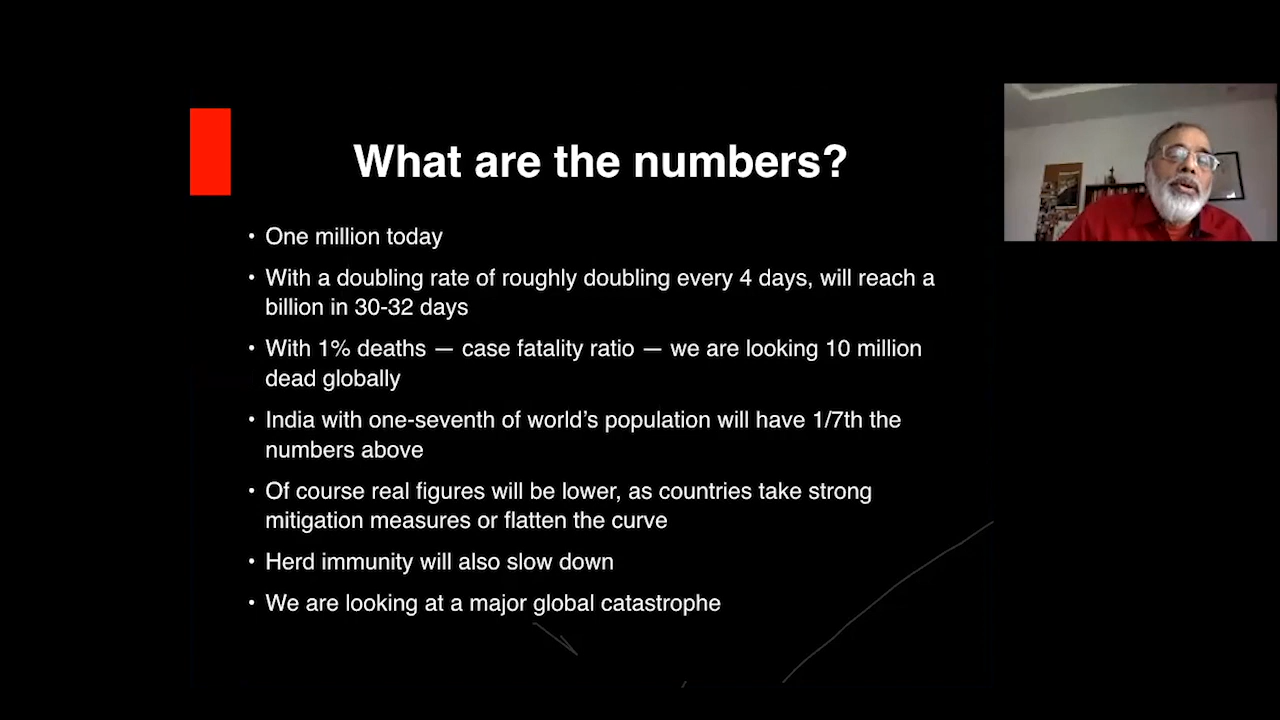 What are the numbers?
• One million today
• With a doubling rate of roughly doubling every 4 days, will reach a
billion in 30-32 days
• With 1% deaths — case fatality ratio — we are looking 10 million
dead globally
• India with one-seventh of world's population will have 1/7th the
numbers above
• Of course real figures will be lower, as countries take strong
mitigation measures or flatten the curve
• Herd immunity will also slow down
• We are looking at a major global catastrophe